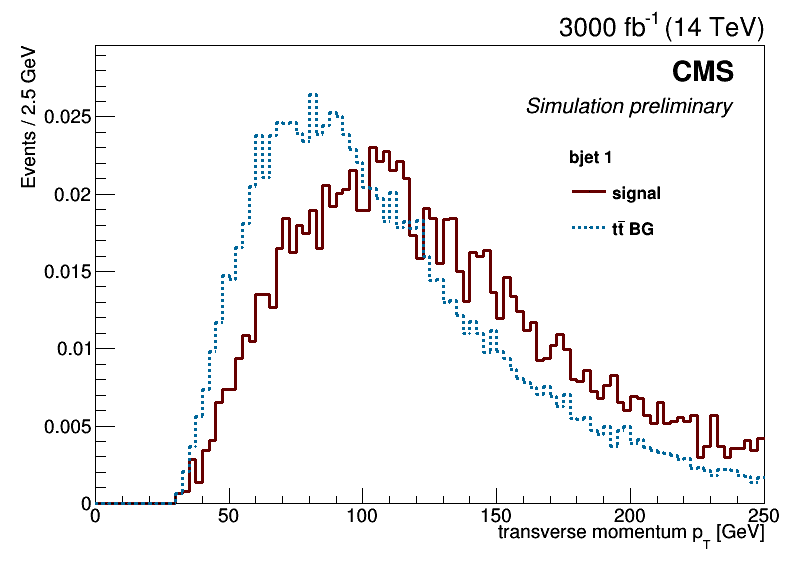 3000 fb⁻¹ (14 TeV)
CMS
Simulation preliminary
bjet 1
signal
tt̄ BG
Events / 2.5 GeV
0.025
0.02
0.015
0.01
0.005
0
0 50 100 150 200 250
transverse momentum p_T [GeV]